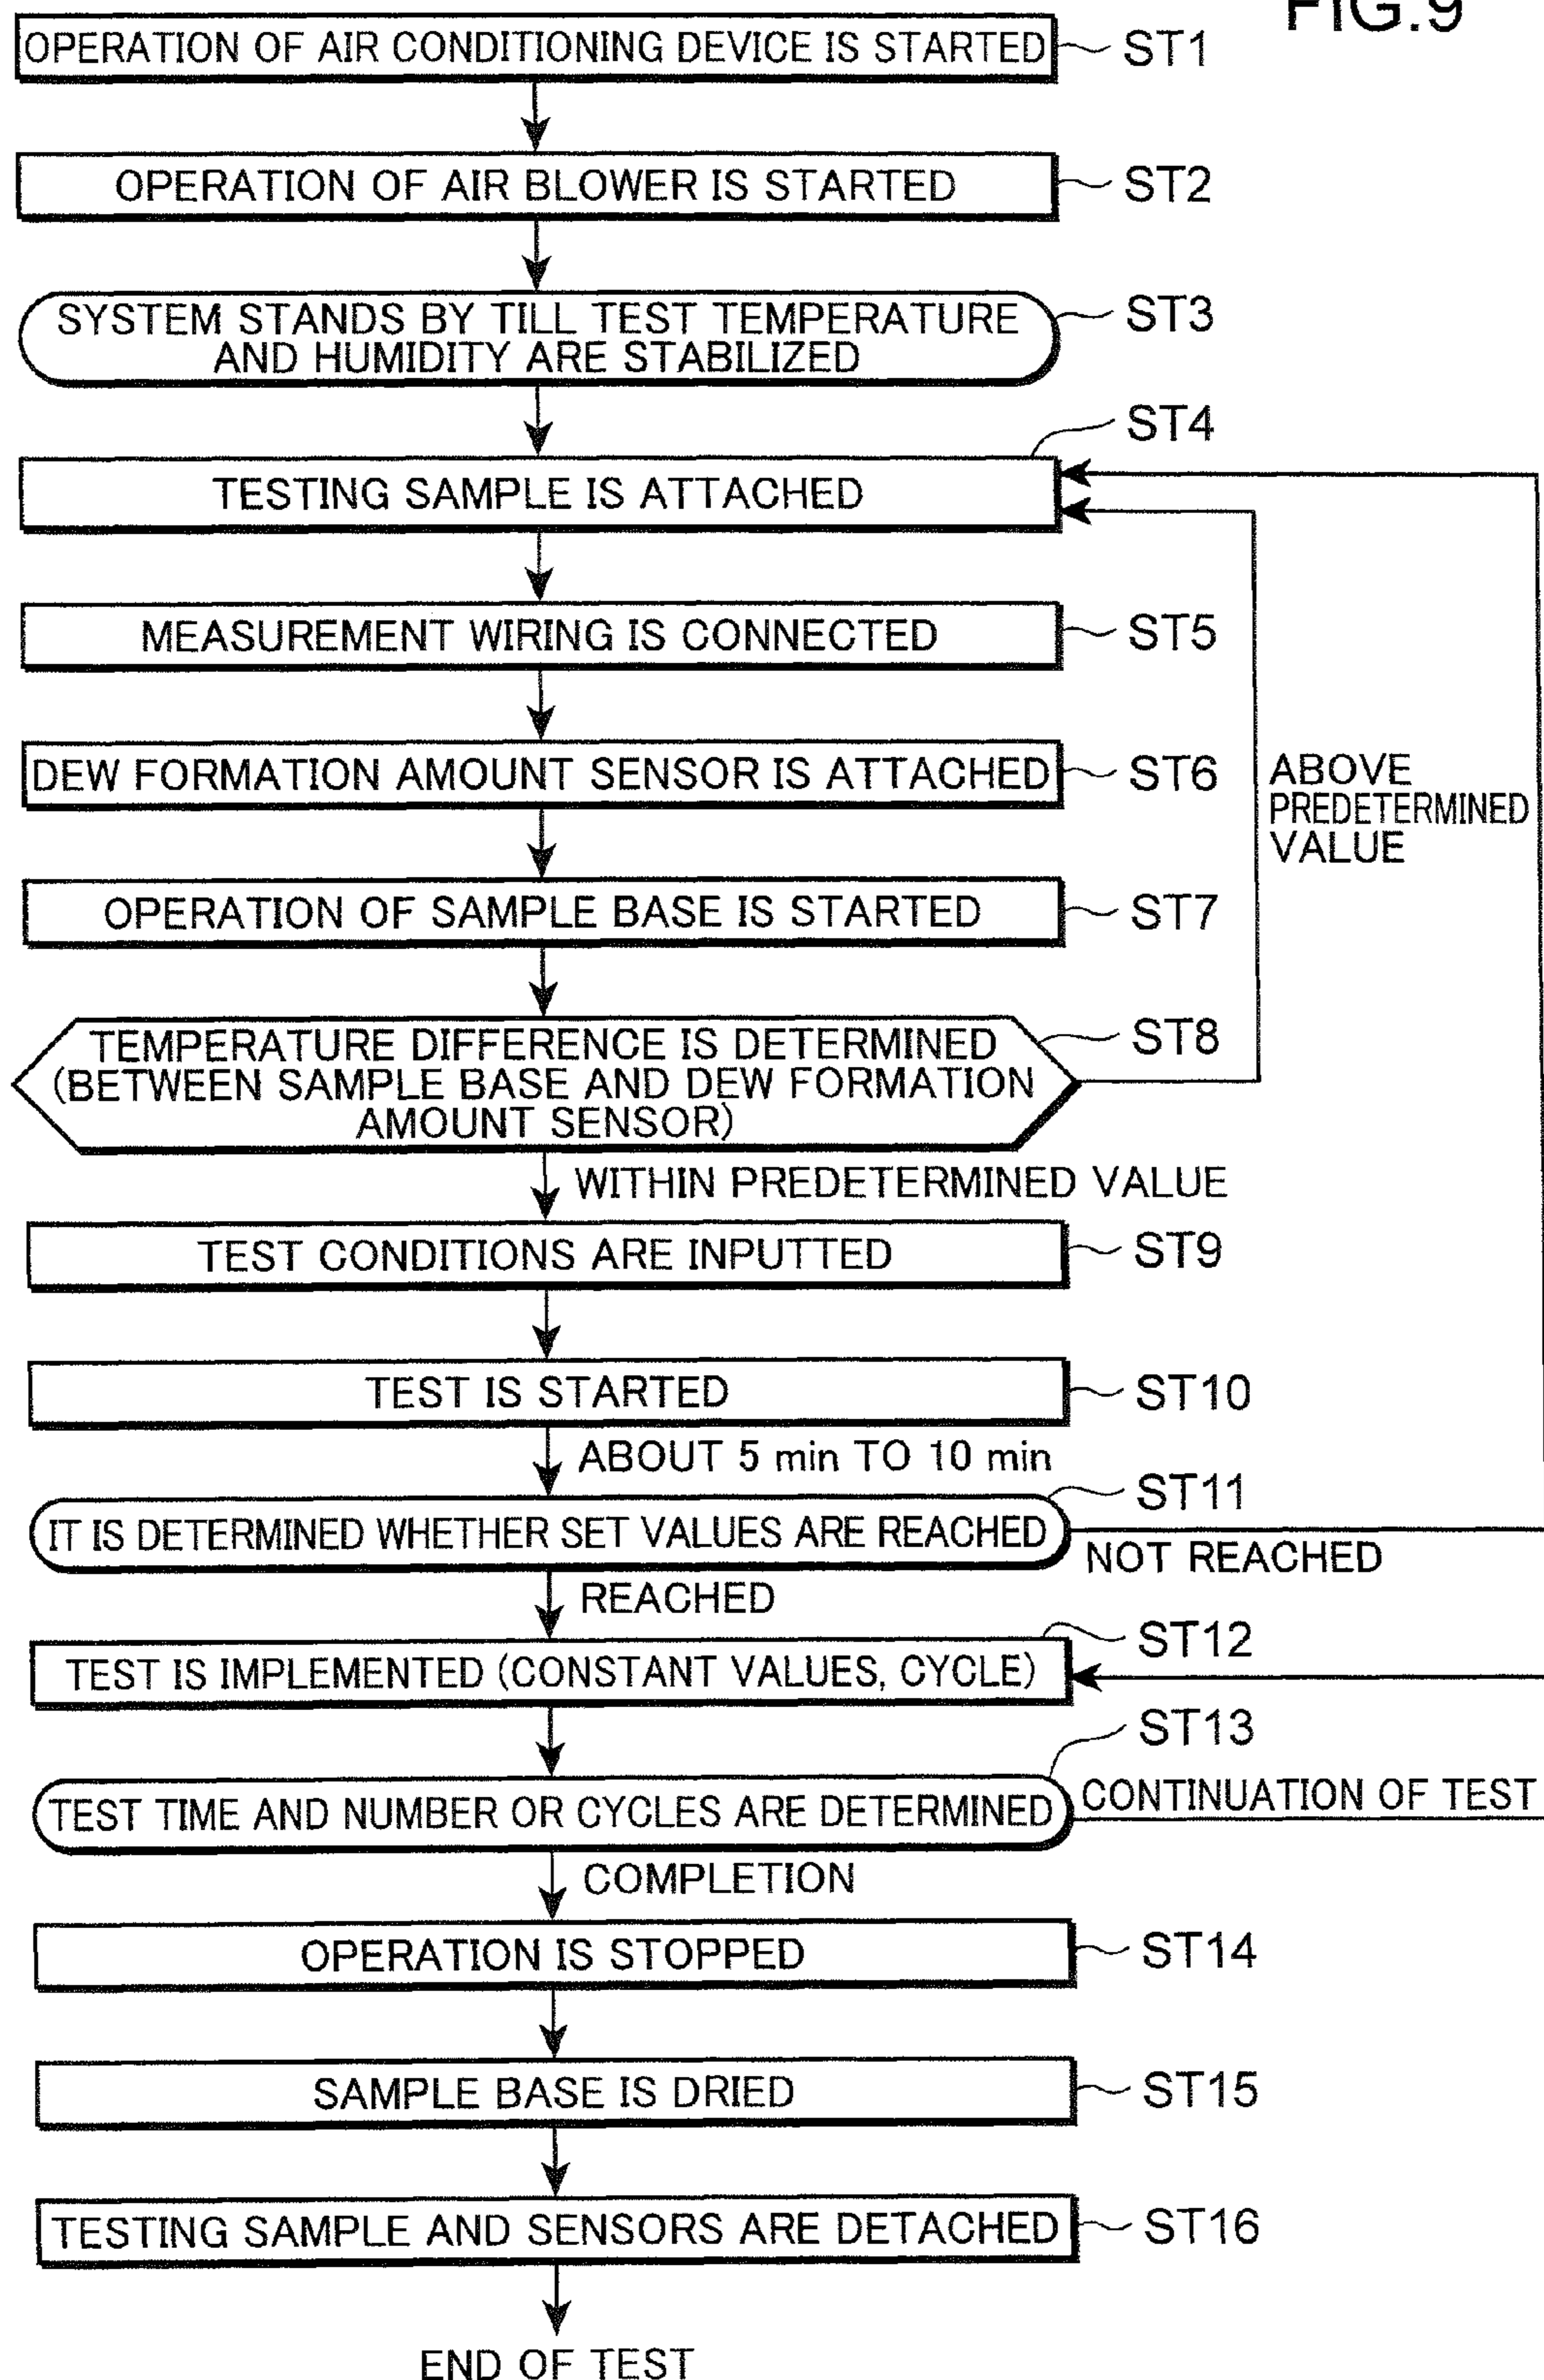 FIG.9
OPERATION OF AIR CONDITIONING DEVICE IS STARTED
ST1
OPERATION OF AIR BLOWER IS STARTED
ST2
SYSTEM STANDS BY TILL TEST TEMPERATURE
AND HUMIDITY ARE STABILIZED
ST3
ST4
TESTING SAMPLE IS ATTACHED
MEASUREMENT WIRING IS CONNECTED
ST5
DEW FORMATION AMOUNT SENSOR IS ATTACHED
ST6
ABOVE
PREDETERMINED
VALUE
OPERATION OF SAMPLE BASE IS STARTED
ST7
TEMPERATURE DIFFERENCE IS DETERMINED
(BETWEEN SAMPLE BASE AND DEW FORMATION
AMOUNT SENSOR)
ST8
WITHIN PREDETERMINED VALUE
TEST CONDITIONS ARE INPUTTED
ST9
TEST IS STARTED
ST10
ABOUT 5 min TO 10 min
ST11
IT IS DETERMINED WHETHER SET VALUES ARE REACHED
NOT REACHED
REACHED
ST12
TEST IS IMPLEMENTED (CONSTANT VALUES, CYCLE)
ST13
TEST TIME AND NUMBER OR CYCLES ARE DETERMINED
CONTINUATION OF TEST
COMPLETION
OPERATION IS STOPPED
ST14
SAMPLE BASE IS DRIED
ST15
TESTING SAMPLE AND SENSORS ARE DETACHED
ST16
END OF TEST